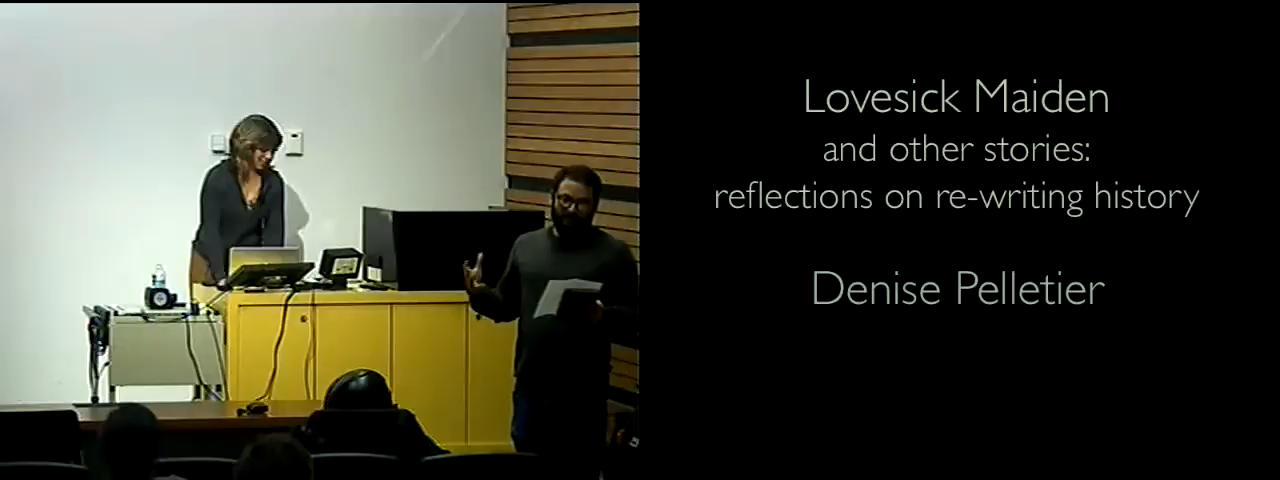 Lovesick Maiden
and other stories:
reflections on re-writing history
Denise Pelletier